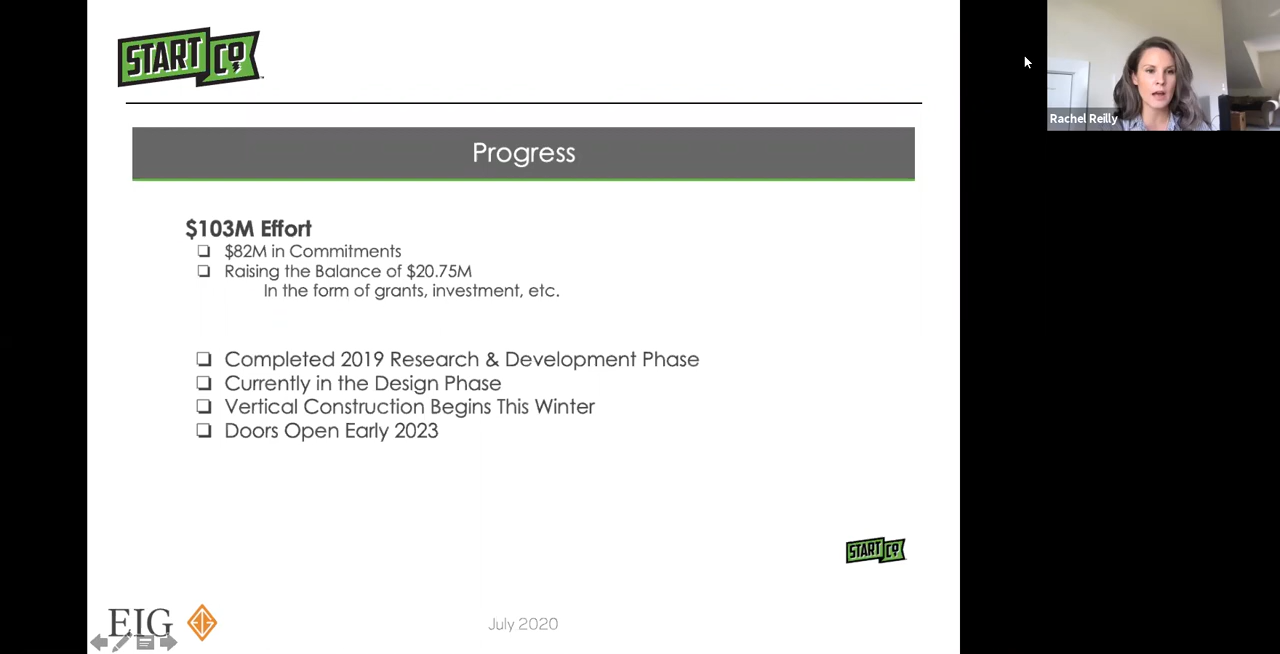 START CO
Rachel Reilly
Progress
$103M Effort
❏ $82M in Commitments
❏ Raising the Balance of $20.75M
In the form of grants, investment, etc.
❏ Completed 2019 Research & Development Phase
❏ Currently in the Design Phase
❏ Vertical Construction Begins This Winter
❏ Doors Open Early 2023
START CO
EIG
July 2020